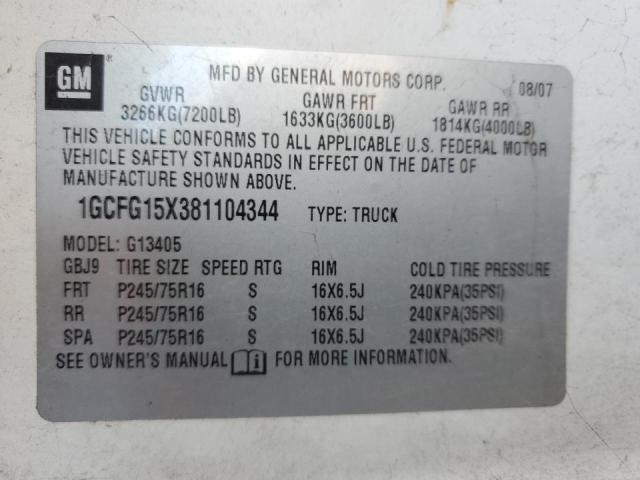 GM ®
MFD BY GENERAL MOTORS CORP. 08/07
GVWR GAWR FRT GAWR RR
3266KG(7200LB) 1633KG(3600LB) 1814KG(4000LB)
THIS VEHICLE CONFORMS TO ALL APPLICABLE U.S. FEDERAL MOTOR
VEHICLE SAFETY STANDARDS IN EFFECT ON THE DATE OF
MANUFACTURE SHOWN ABOVE.
1GCFG15X381104344 TYPE: TRUCK
MODEL: G13405
GBJ9 TIRE SIZE SPEED RTG RIM COLD TIRE PRESSURE
FRT P245/75R16 S 16X6.5J 240KPA(35PSI)
RR P245/75R16 S 16X6.5J 240KPA(35PSI)
SPA P245/75R16 S 16X6.5J 240KPA(35PSI)
SEE OWNER'S MANUAL FOR MORE INFORMATION.